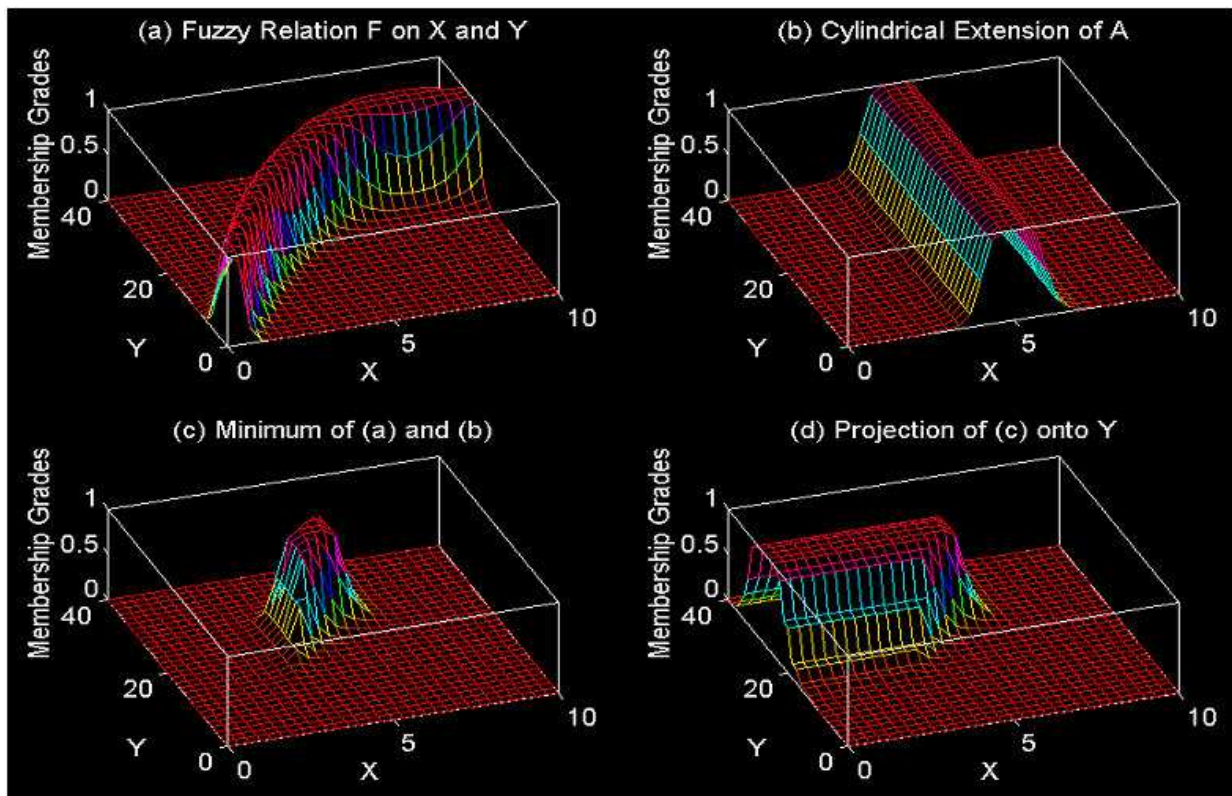 (a) Fuzzy Relation F on X and Y
Membership Grades
1
0.5
0
40
20
0
Y
0
5
10
X
(b) Cylindrical Extension of A
Membership Grades
1
0.5
0
40
20
0
Y
0
5
10
X
(c) Minimum of (a) and (b)
Membership Grades
1
0.5
0
40
20
0
Y
0
5
10
X
(d) Projection of (c) onto Y
Membership Grades
1
0.5
0
40
20
0
Y
0
5
10
X